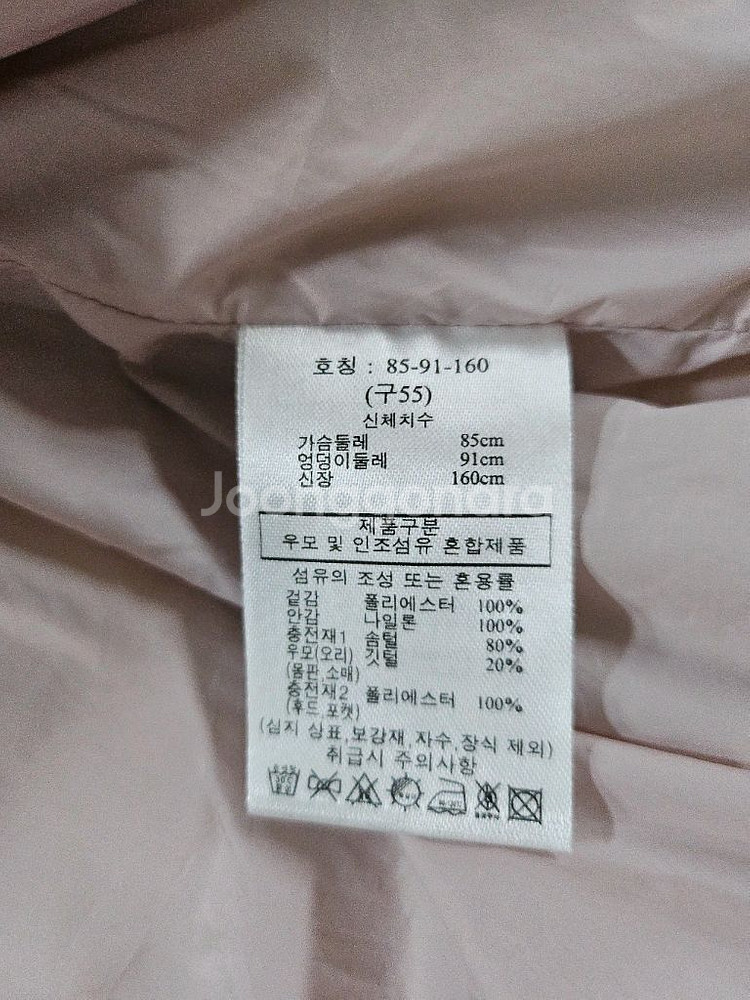 호칭 : 85-91-160
(구55)
신체치수
가슴둘레 85cm
엉덩이둘레 91cm
신장 160cm
Joonggonara
제품구분
우모 및 인조섬유 혼합제품
섬유의 조성 또는 혼용률
겉감 폴리에스터 100%
안감 나일론 100%
충전재1 솜털 80%
우모(오리) 깃털 20%
(몸판,소매)
충전재2 폴리에스터 100%
(후드,포켓)
(심지 상표,보강재,자수,장식 제외)
취급시 주의사항